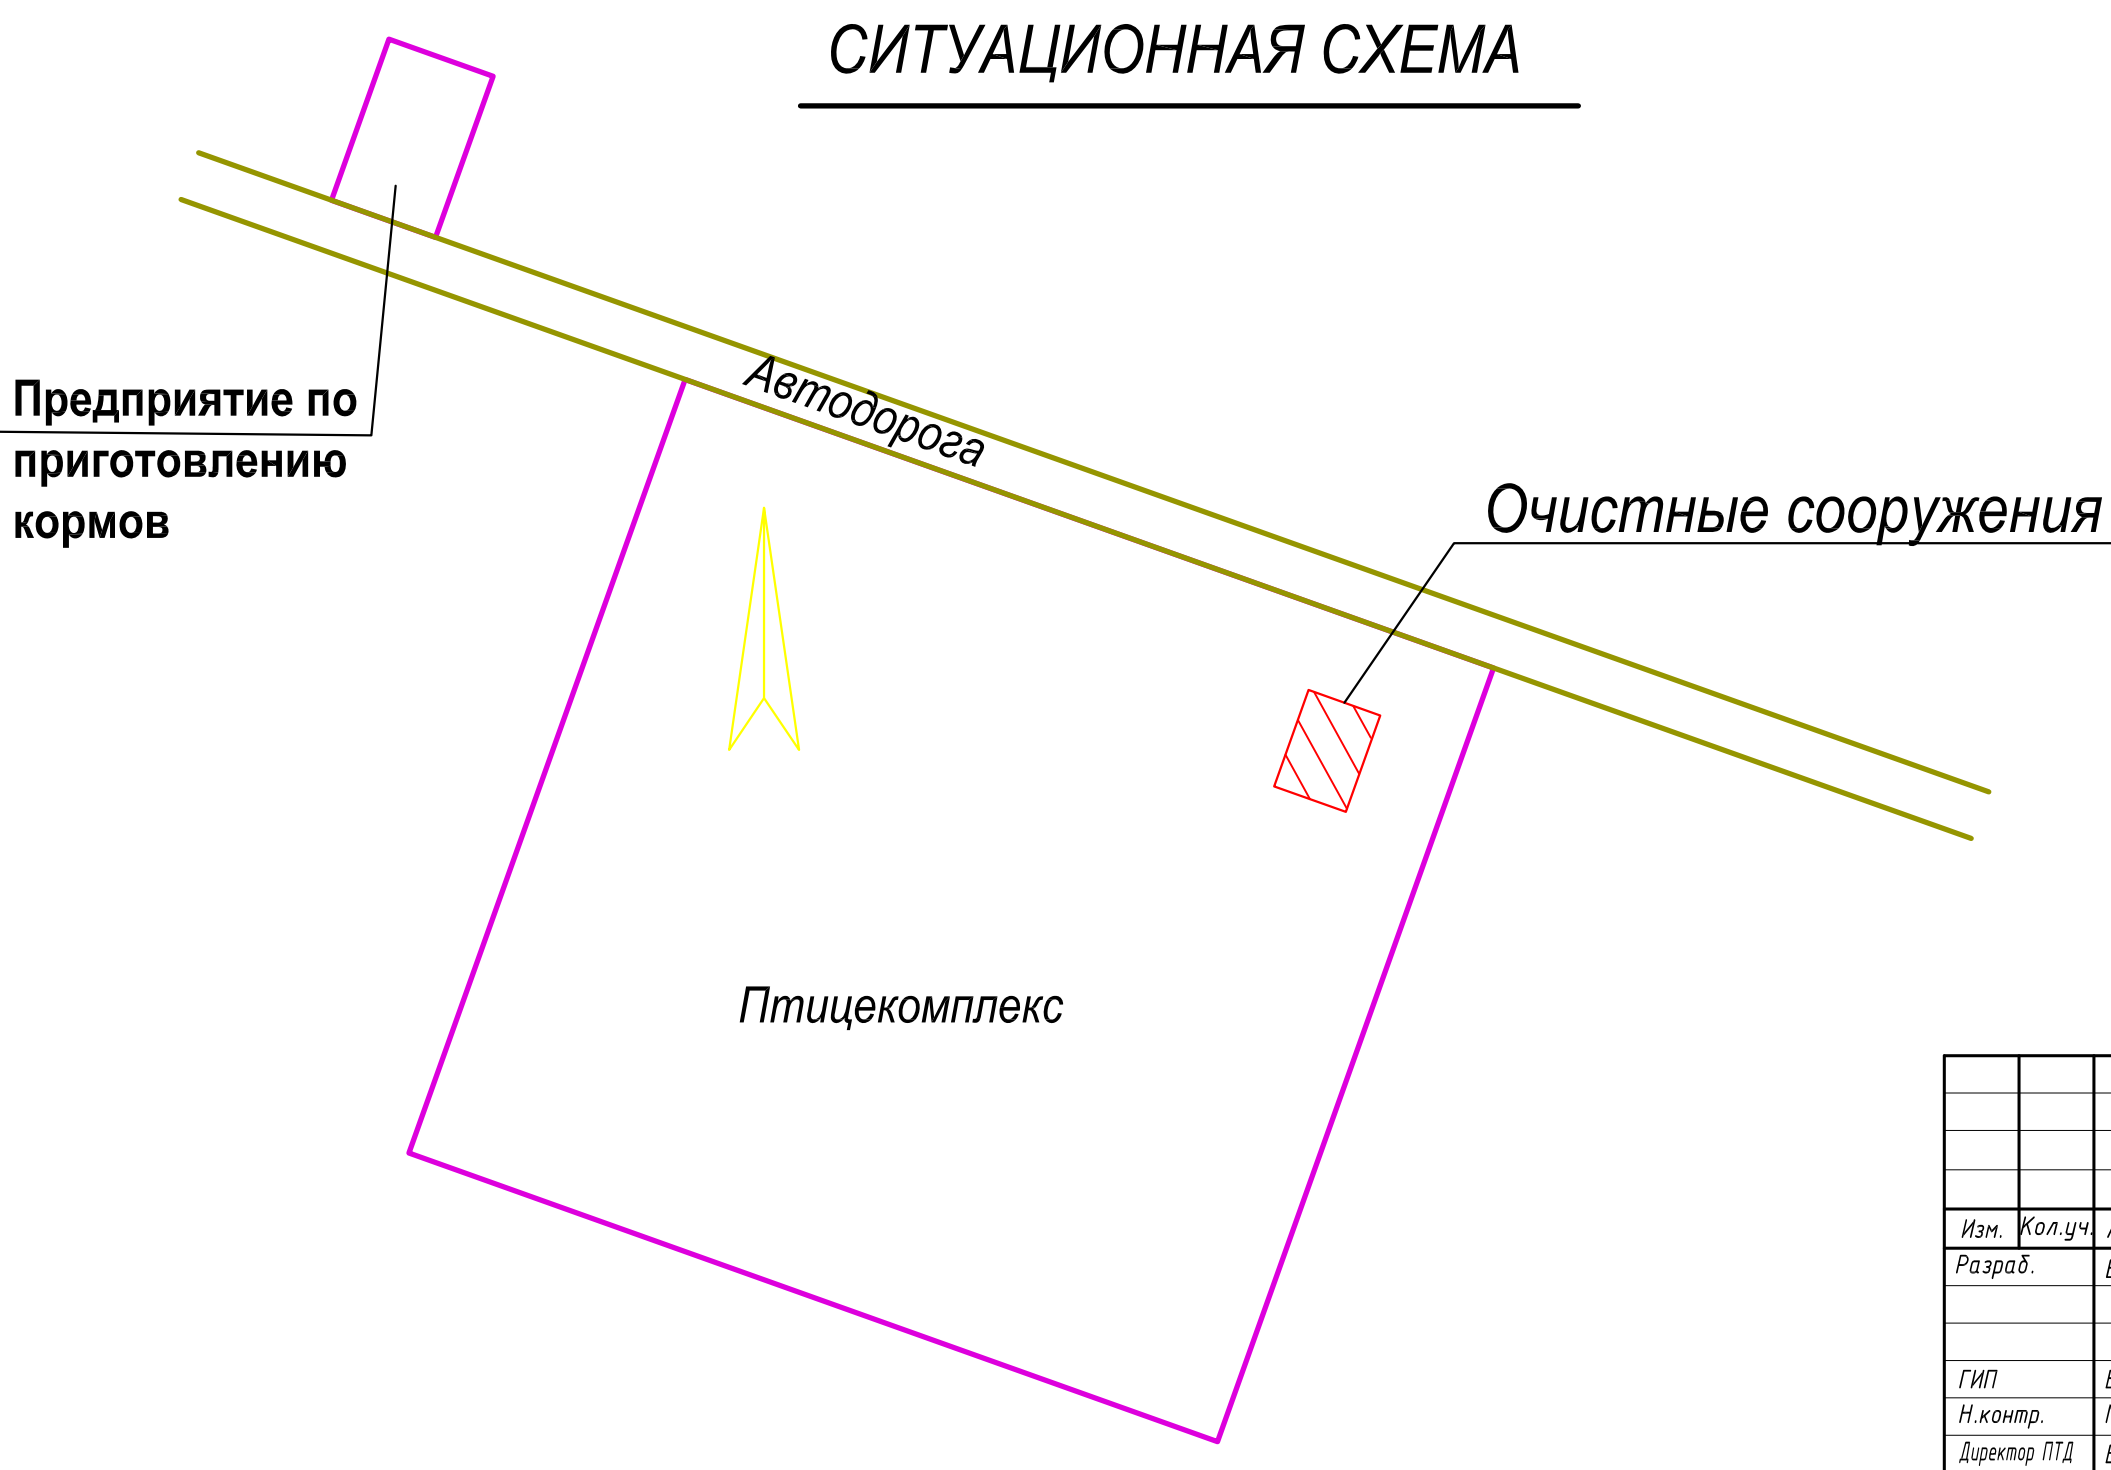 СИТУАЦИОННАЯ СХЕМА
Автодорога
Предприятие по
приготовлению
кормов
Очистные сооружения
Птицекомплекс
Изм. Кол.уч.
Разраб.
ГИП
Н.контр.
Директор ПТД